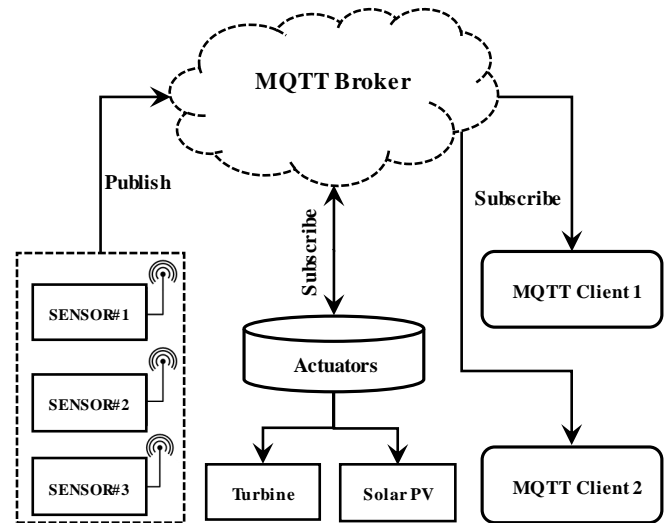 MQTT Broker
Publish
Subscribe
Subscribe
SENSOR#1
MQTT Client 1
Actuators
SENSOR#2
SENSOR#3
Turbine
Solar PV
MQTT Client 2